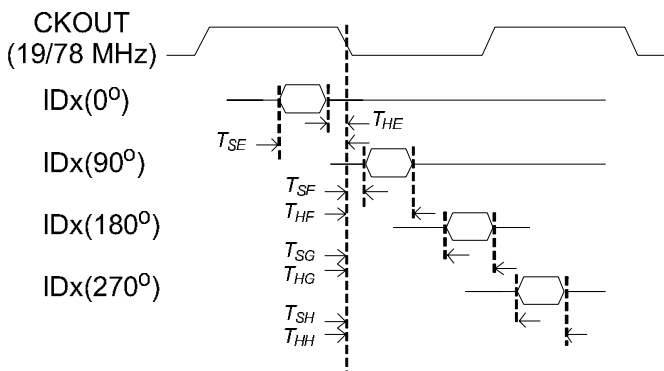 CKOUT
(19/78 MHz)
IDx(0°)
T_HE
T_SE
IDx(90°)
T_SF
T_HF
IDx(180°)
T_SG
T_HG
IDx(270°)
T_SH
T_HH